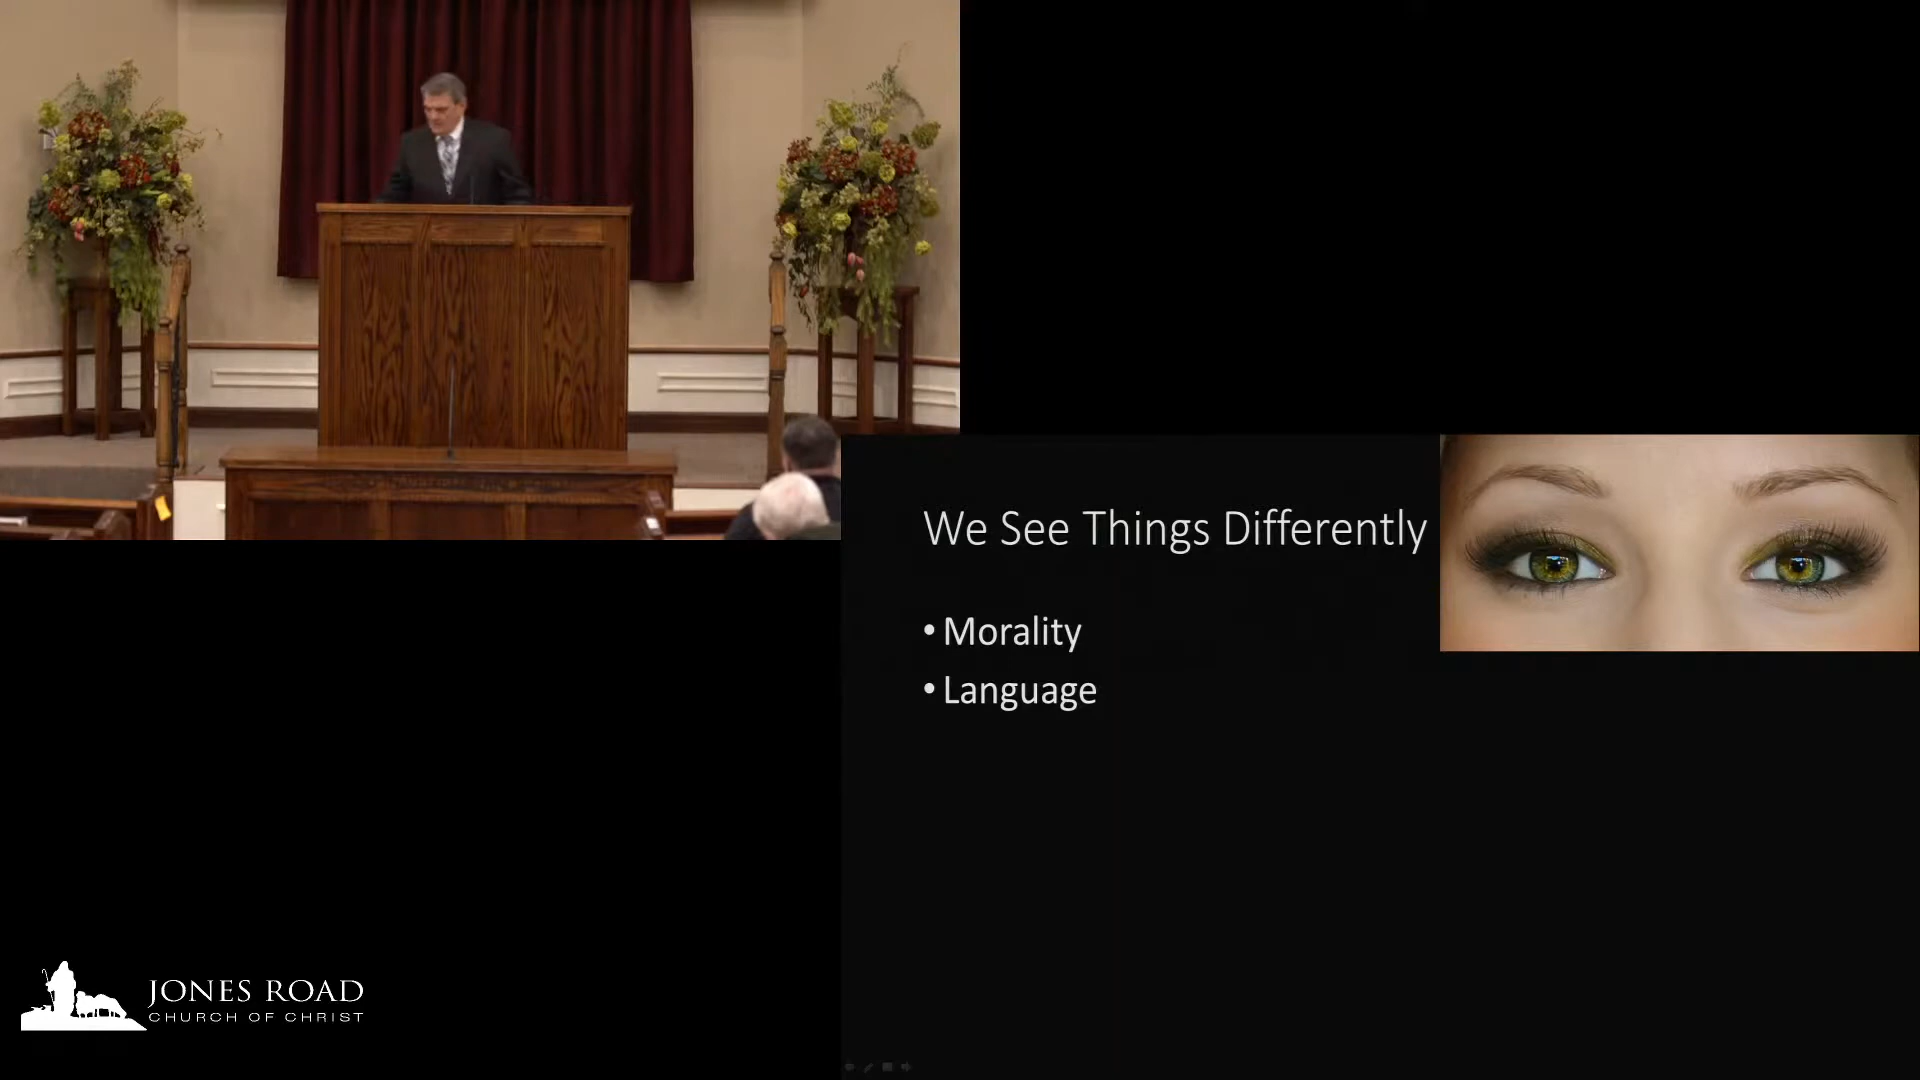 We See Things Differently
• Morality
• Language
JONES ROAD
CHURCH OF CHRIST